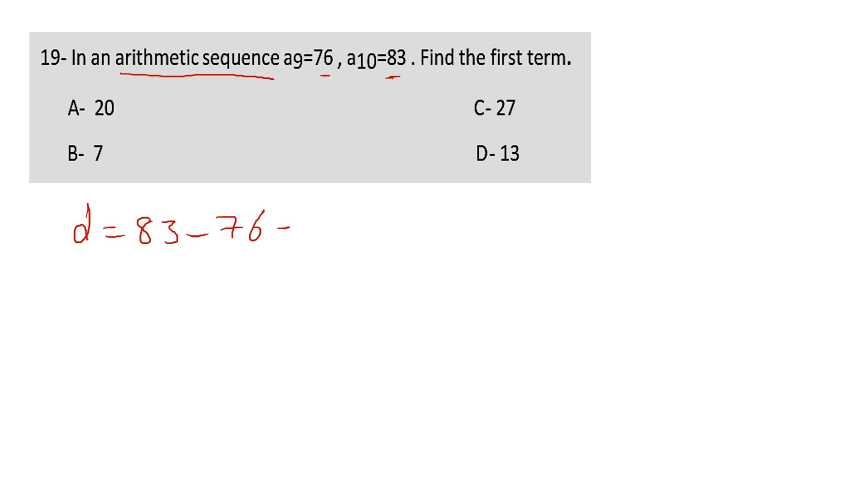 19- In an arithmetic sequence a9=76 , a10=83 . Find the first term.
A- 20 C- 27
B- 7 D- 13
d = 83 - 76 =